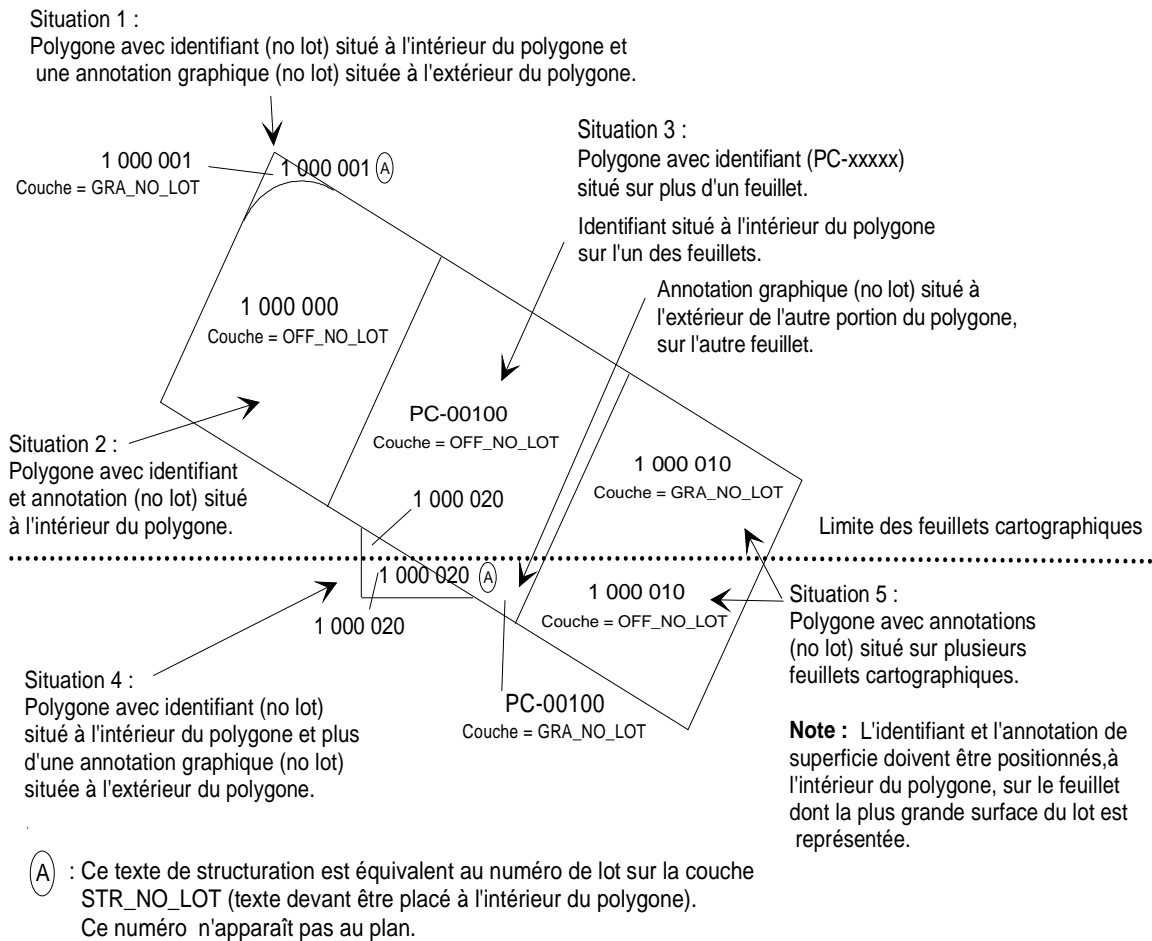 Situation 1 :
Polygone avec identifiant (no lot) situé à l'intérieur du polygone et
une annotation graphique (no lot) située à l'extérieur du polygone.
1 000 001
Couche = GRA_NO_LOT
1 000 001 A
Situation 3 :
Polygone avec identifiant (PC-xxxxx)
situé sur plus d'un feuillet.
Identifiant situé à l'intérieur du polygone
sur l'un des feuillets.
Annotation graphique (no lot) situé à
l'extérieur de l'autre portion du polygone,
sur l'autre feuillet.
1 000 000
Couche = OFF_NO_LOT
PC-00100
Couche = OFF_NO_LOT
Situation 2 :
Polygone avec identifiant
et annotation (no lot) situé
à l'intérieur du polygone.
1 000 010
Couche = GRA_NO_LOT
1 000 020
Limite des feuillets cartographiques
1 000 020 A
1 000 020
1 000 010
Couche = OFF_NO_LOT
Situation 5 :
Polygone avec annotations
(no lot) situé sur plusieurs
feuillets cartographiques.
Situation 4 :
Polygone avec identifiant (no lot)
situé à l'intérieur du polygone et plus
d'une annotation graphique (no lot)
située à l'extérieur du polygone.
PC-00100
Couche = GRA_NO_LOT
Note : L'identifiant et l'annotation de
superficie doivent être positionnés,à
l'intérieur du polygone, sur le feuillet
dont la plus grande surface du lot est
représentée.
A : Ce texte de structuration est équivalent au numéro de lot sur la couche
STR_NO_LOT (texte devant être placé à l'intérieur du polygone).
Ce numéro n'apparaît pas au plan.